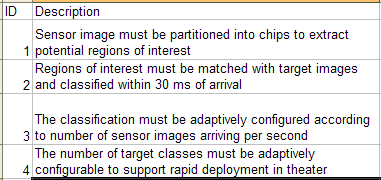 ID Description
Sensor image must be partitioned into chips to extract
1 potential regions of interest
Regions of interest must be matched with target images
2 and classified within 30 ms of arrival
The classification must be adaptively configured according
3 to number of sensor images arriving per second
The number of target classes must be adaptively
4 configurable to support rapid deployment in theater